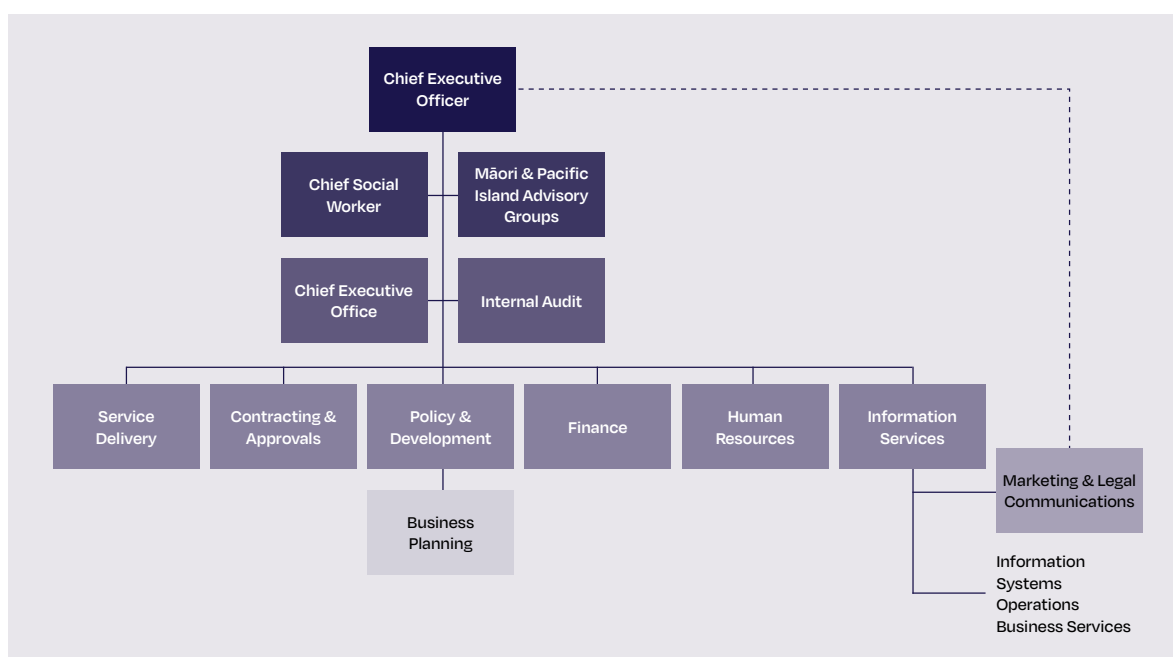 Chief Executive
Officer
Chief Social
Worker
Māori & Pacific
Island Advisory
Groups
Chief Executive
Office
Internal Audit
Service
Delivery
Contracting &
Approvals
Policy &
Development
Finance
Human
Resources
Information
Services
Business
Planning
Marketing & Legal
Communications
Information
Systems
Operations
Business Services